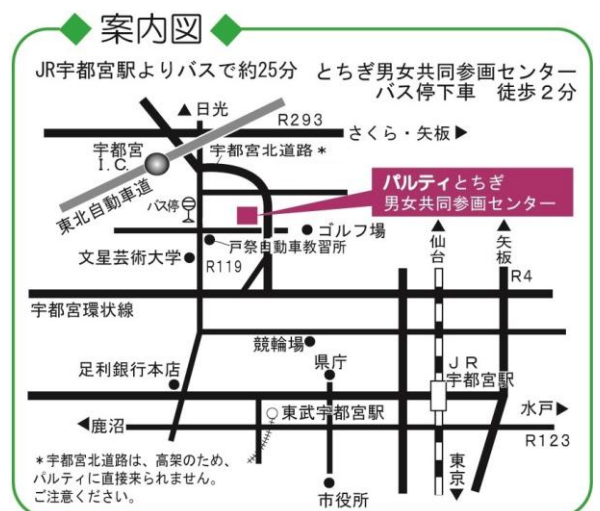 案内図
JR宇都宮駅よりバスで約25分 とちぎ男女共同参画センター
バス停下車 徒歩2分
▲日光
R293
さくら・矢板▶
宇都宮
I.C.
宇都宮北道路*
東北自動車道
バス停
パルティとちぎ
男女共同参画センター
ゴルフ場
戸祭自動車教習所
文星芸術大学
R119
▲仙台
▲矢板
R4
宇都宮環状線
競輪場
県庁
足利銀行本店
JR
宇都宮駅
東武宇都宮駅
水戸▶
◀鹿沼
R123
*宇都宮北道路は、高架のため、
パルティに直接来られません。
ご注意ください。
市役所
東京▼